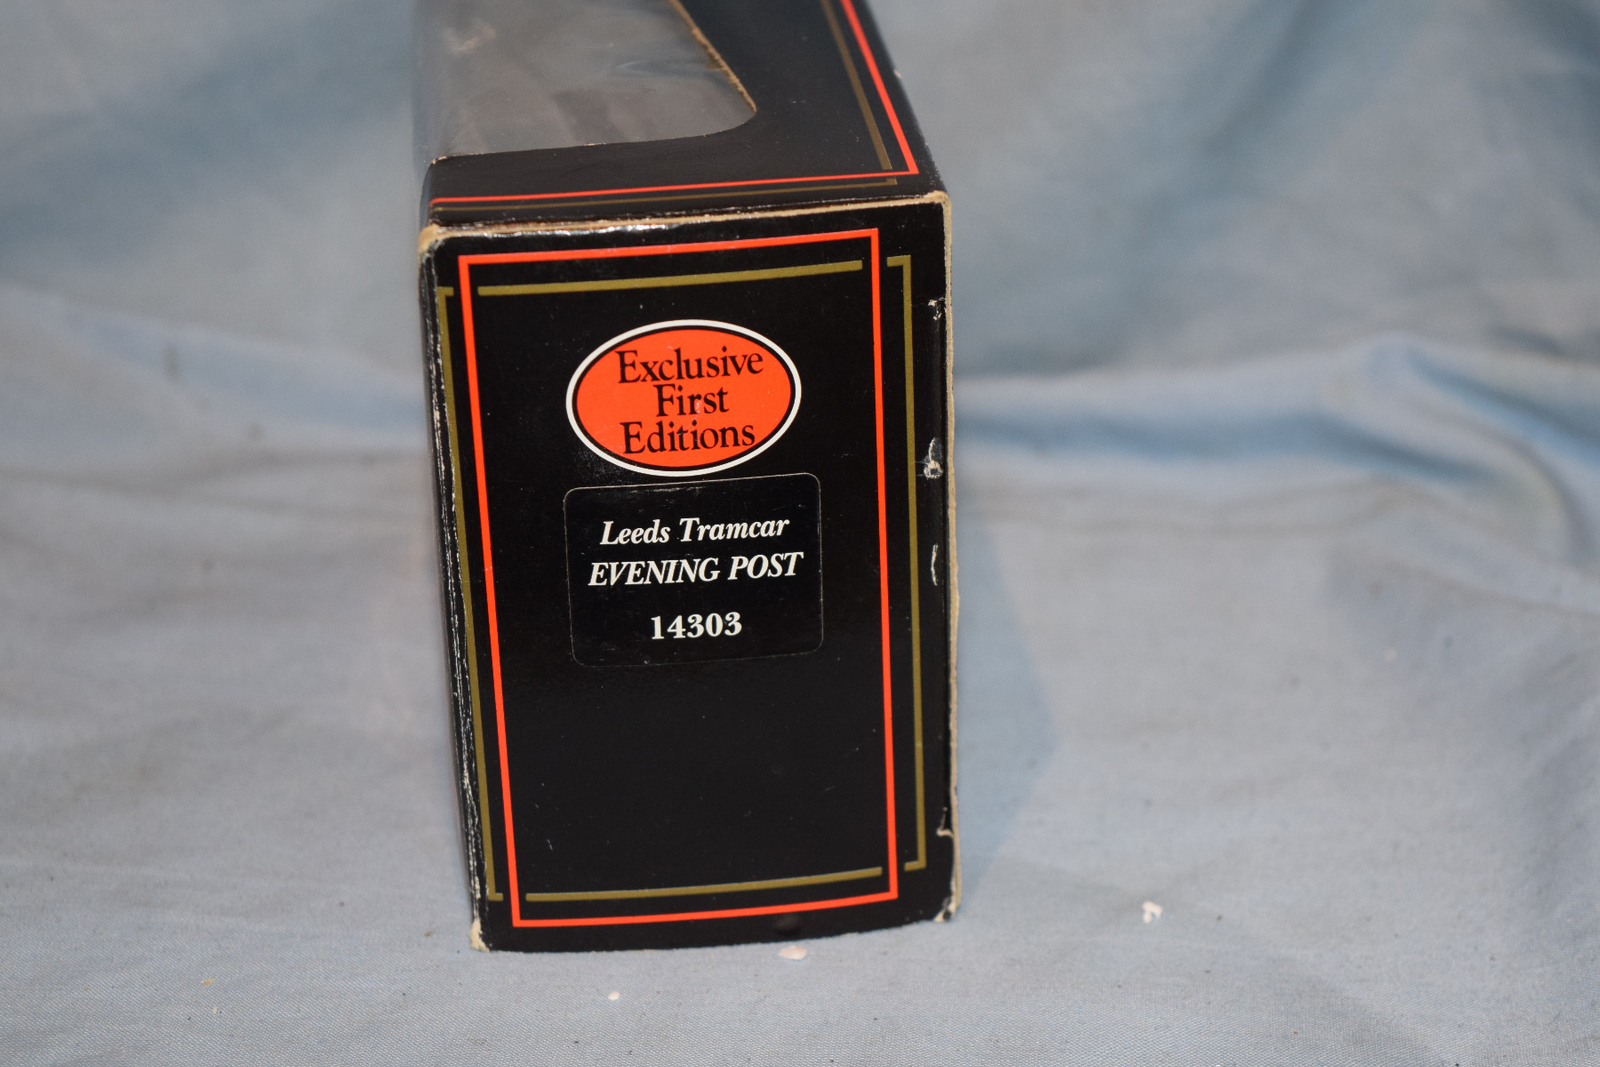 Exclusive
First
Editions
Leeds Tramcar
EVENING POST
14303